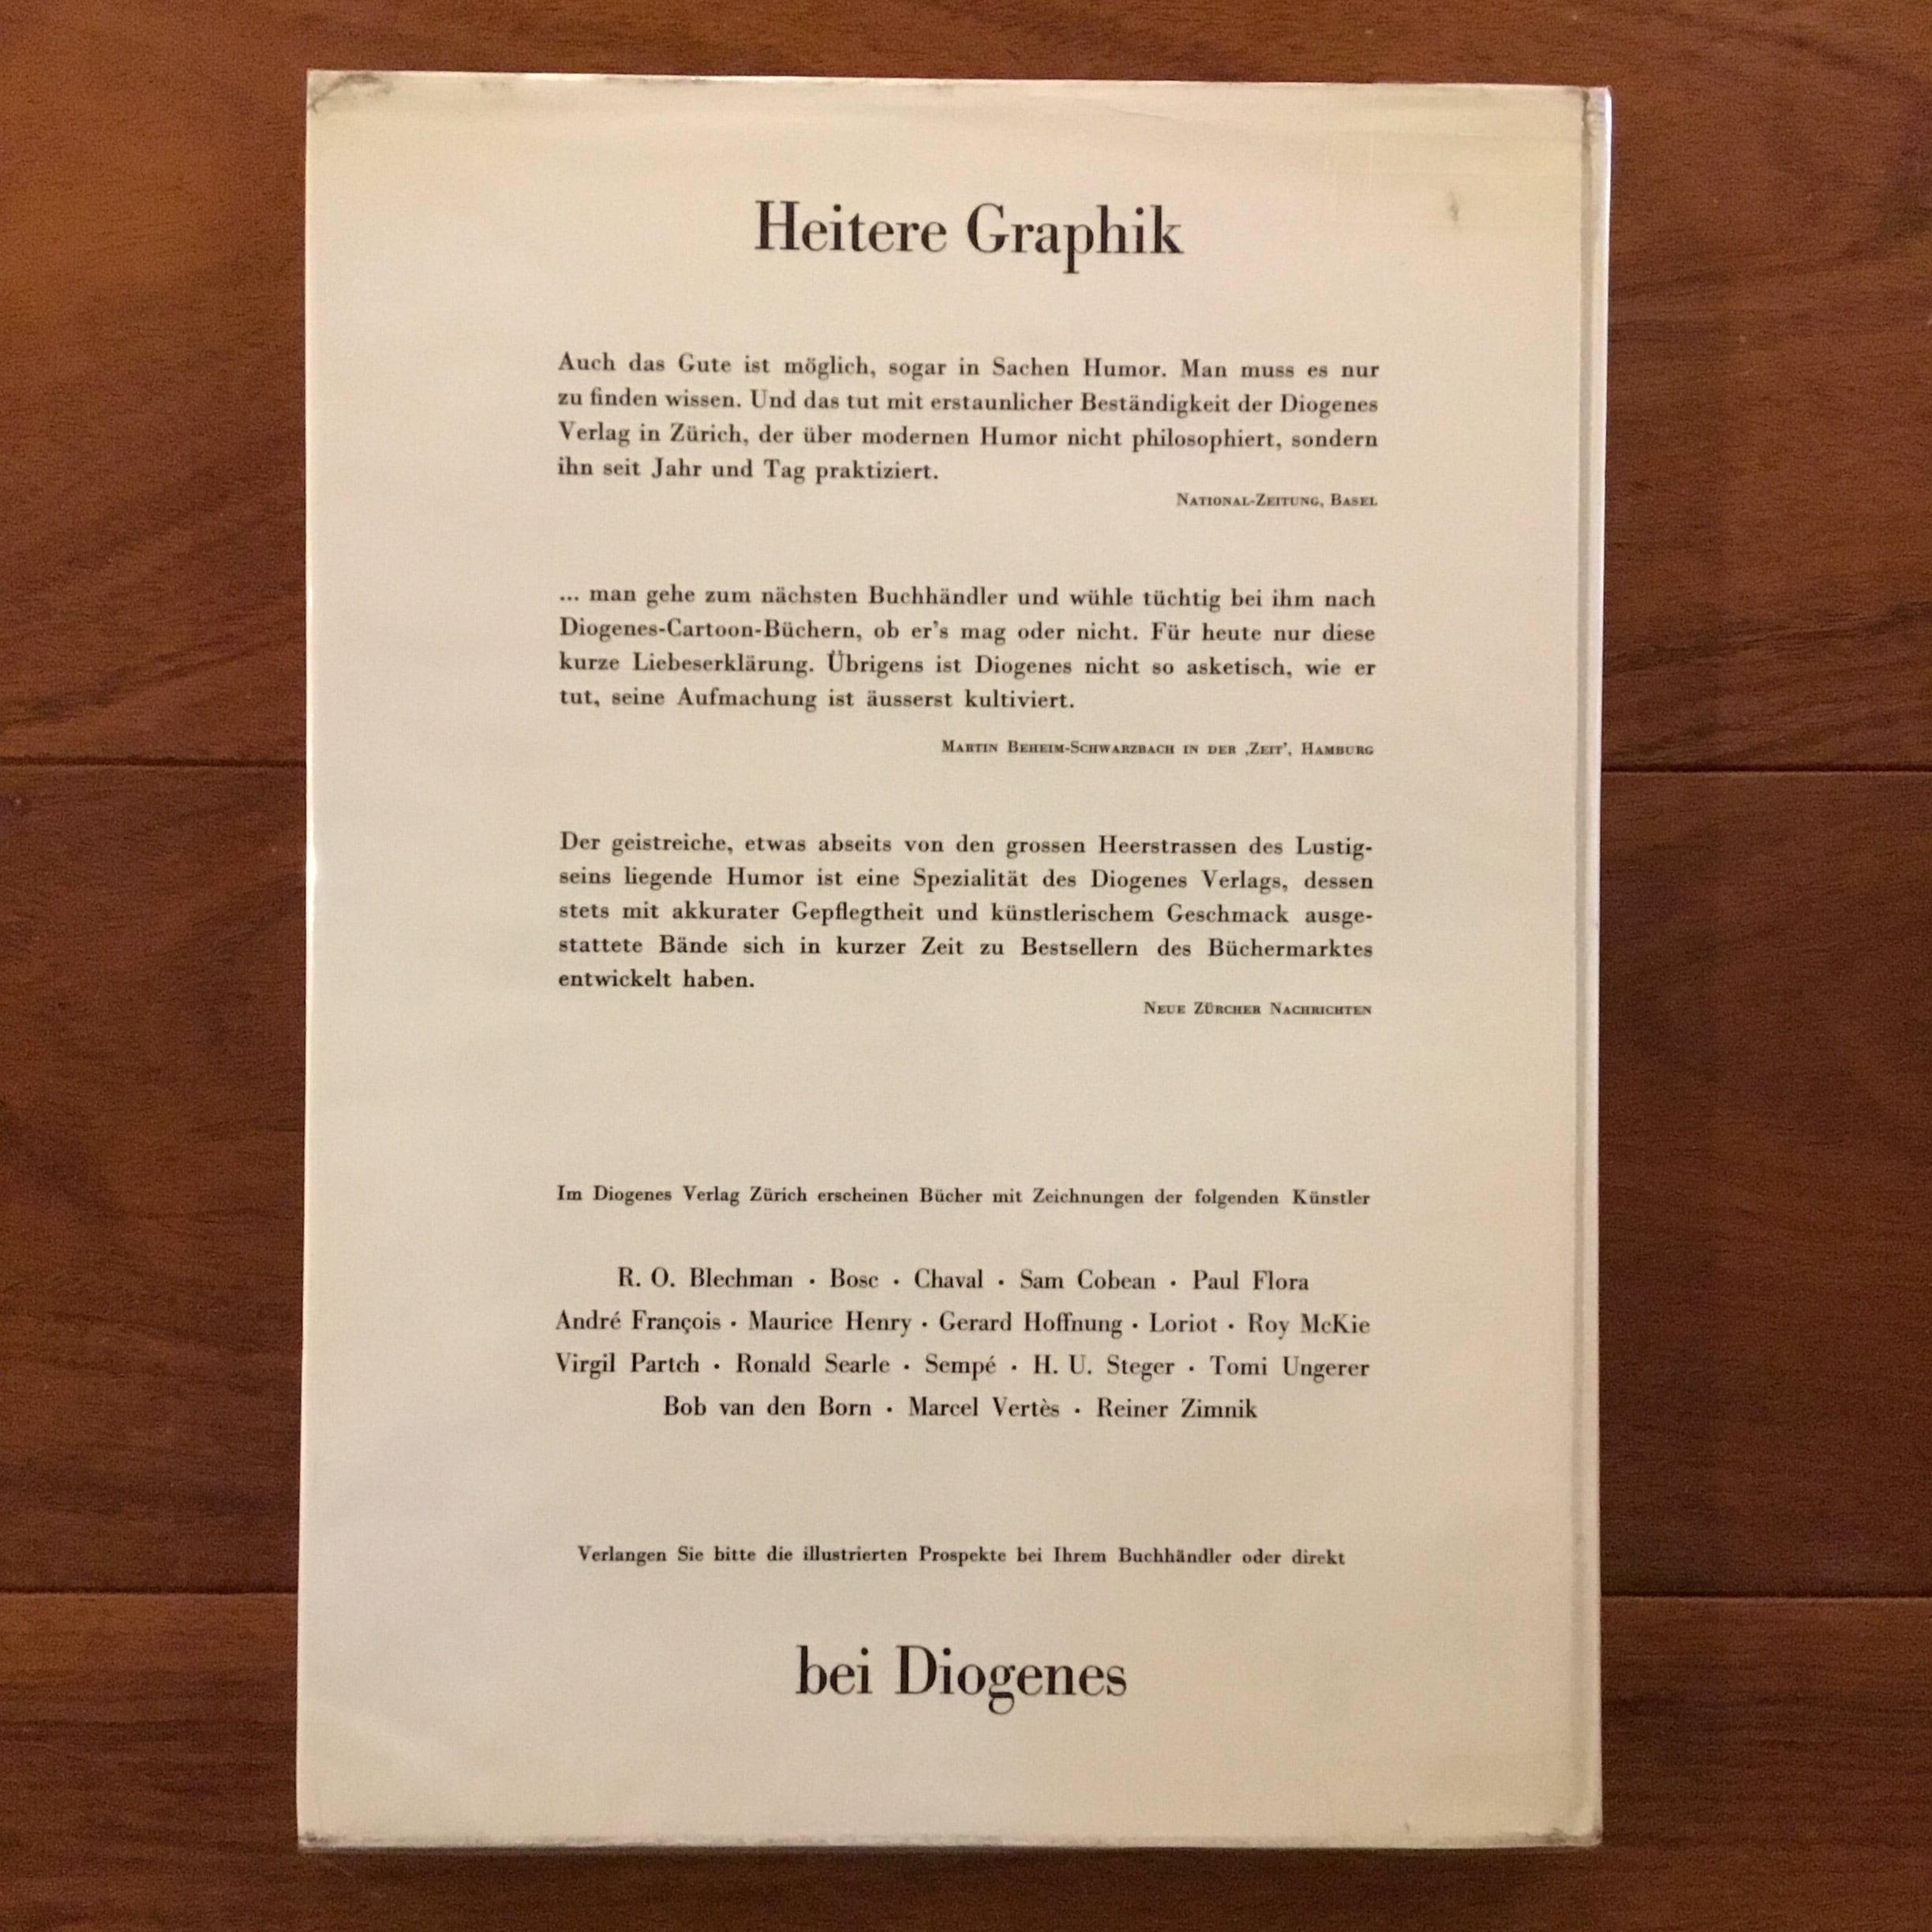 Heitere Graphik
Auch das Gute ist möglich, sogar in Sachen Humor. Man muss es nur
zu finden wissen. Und das tut mit erstaunlicher Beständigkeit der Diogenes
Verlag in Zürich, der über modernen Humor nicht philosophiert, sondern
ihn seit Jahr und Tag praktiziert.
National-Zeitung, Basel
... man gehe zum nächsten Buchhändler und wühle tüchtig bei ihm nach
Diogenes-Cartoon-Büchern, ob er's mag oder nicht. Für heute nur diese
kurze Liebeserklärung. Übrigens ist Diogenes nicht so asketisch, wie er
tut, seine Aufmachung ist äusserst kultiviert.
Martin Beheim-Schwarzbach in der ‚Zeit', Hamburg
Der geistreiche, etwas abseits von den grossen Heerstrassen des Lustig-
seins liegende Humor ist eine Spezialität des Diogenes Verlags, dessen
stets mit akkurater Gepflegtheit und künstlerischem Geschmack ausge-
stattete Bände sich in kurzer Zeit zu Bestsellern des Büchermarktes
entwickelt haben.
Neue Zürcher Nachrichten
Im Diogenes Verlag Zürich erscheinen Bücher mit Zeichnungen der folgenden Künstler
R. O. Blechman · Bosc · Chaval · Sam Cobean · Paul Flora
André François · Maurice Henry · Gerard Hoffnung · Loriot · Roy McKie
Virgil Partch · Ronald Searle · Sempé · H. U. Steger · Tomi Ungerer
Bob van den Born · Marcel Vertès · Reiner Zimnik
Verlangen Sie bitte die illustrierten Prospekte bei Ihrem Buchhändler oder direkt
bei Diogenes